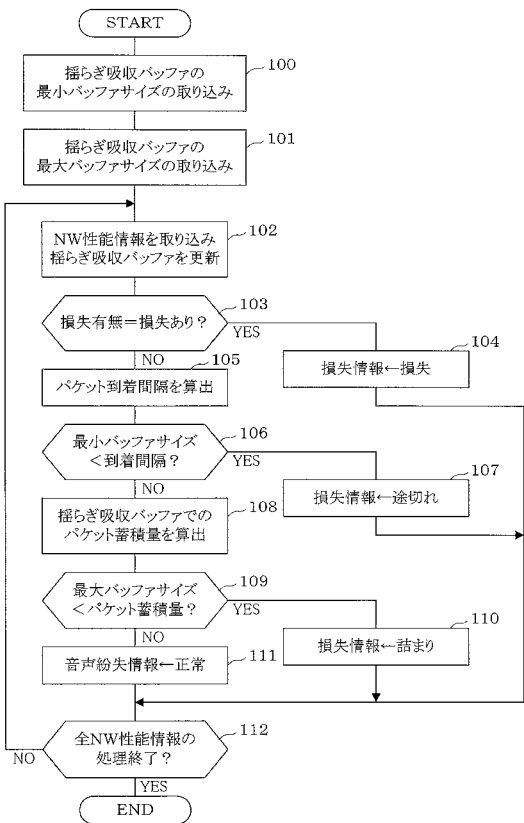 START
揺らぎ吸収バッファの
最小バッファサイズの取り込み
100
揺らぎ吸収バッファの
最大バッファサイズの取り込み
101
NW性能情報を取り込み
揺らぎ吸収バッファを更新
102
損失有無＝損失あり？
103
YES
NO
損失情報←損失
104
105
パケット到着間隔を算出
最小バッファサイズ
＜到着間隔？
106
YES
NO
損失情報←途切れ
107
揺らぎ吸収バッファでの
パケット蓄積量を算出
108
最大バッファサイズ
＜パケット蓄積量？
109
YES
NO
損失情報←詰まり
110
音声紛失情報←正常
111
全NW性能情報の
処理終了？
112
NO
YES
END